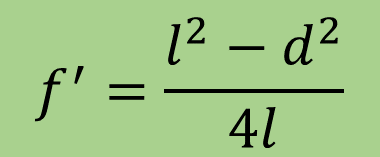 f′ = (l² − d²) / 4l